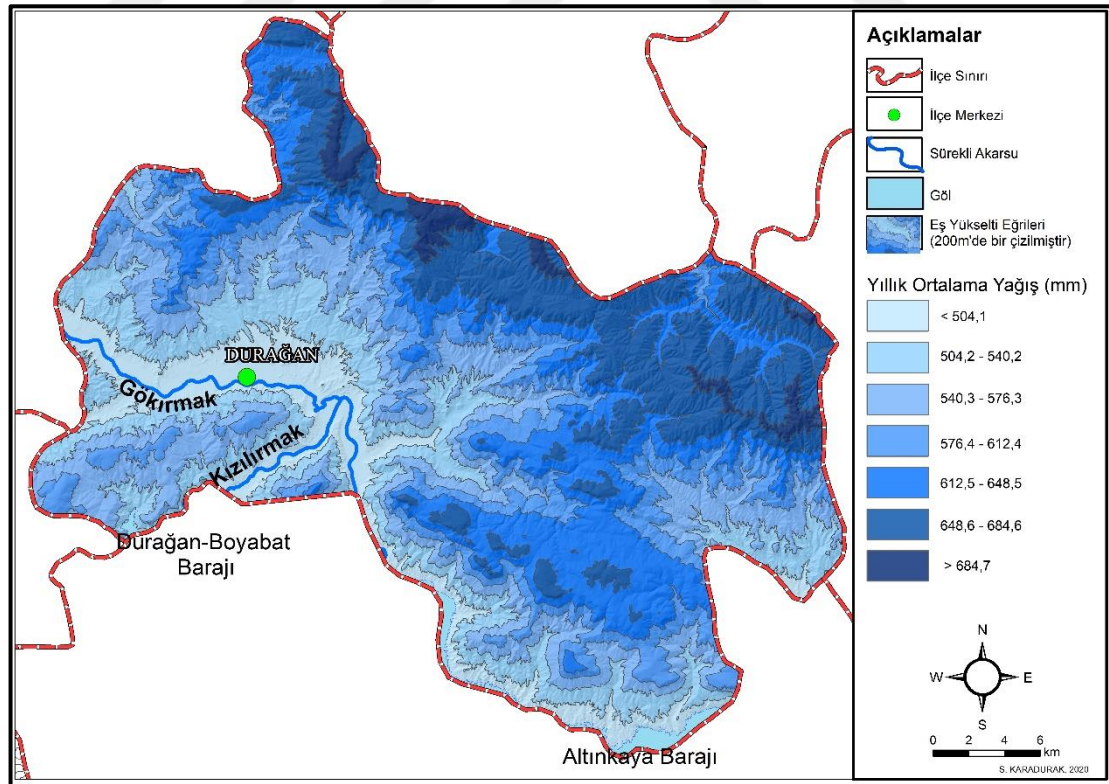 DURAĞAN
Gökırmak
Kızılırmak
Durağan-Boyabat
Barajı
Altınkaya Barajı
Açıklamalar
İlçe Sınırı
İlçe Merkezi
Sürekli Akarsu
Göl
Eş Yükselti Eğrileri
(200m'de bir çizilmiştir)
Yıllık Ortalama Yağış (mm)
< 504,1
504,2 - 540,2
540,3 - 576,3
576,4 - 612,4
612,5 - 648,5
648,6 - 684,6
> 684,7
N
W E
S
0 2 4 6
km
S. KARADURAK, 2020